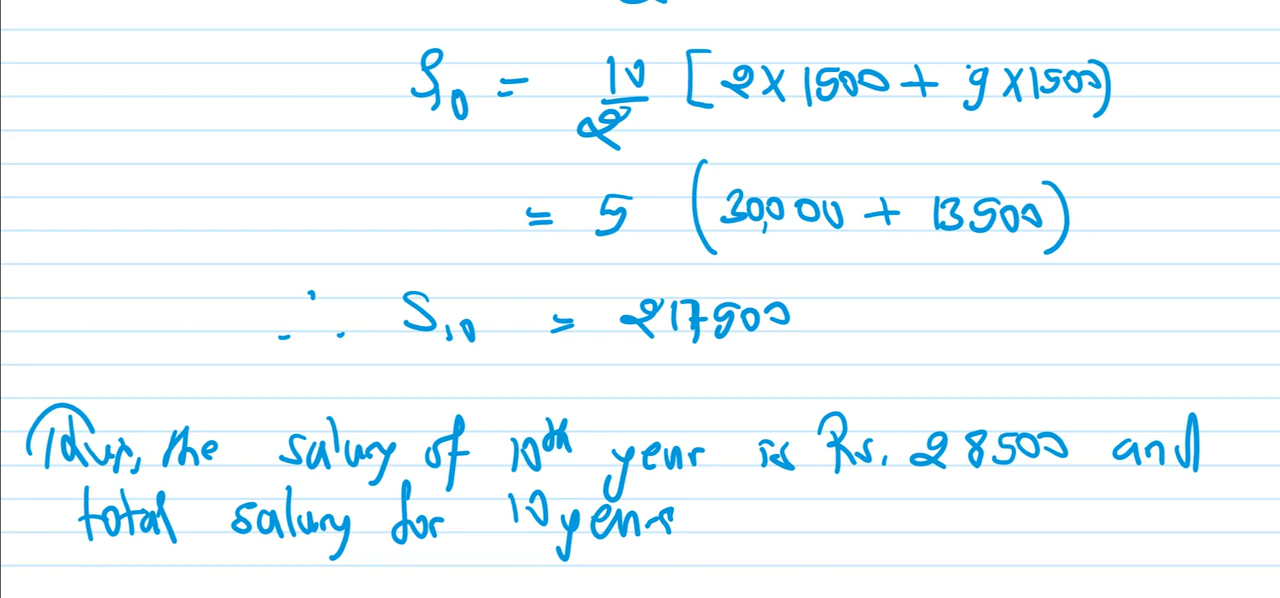 S₁₀ = 10/2 [2×1500 + 9×1500)
= 5 (30,000 + 13500)
∴ S₁₀ = 217500
Thus, the salary of 10th year is Rs. 28500 and
total salary for 10 years